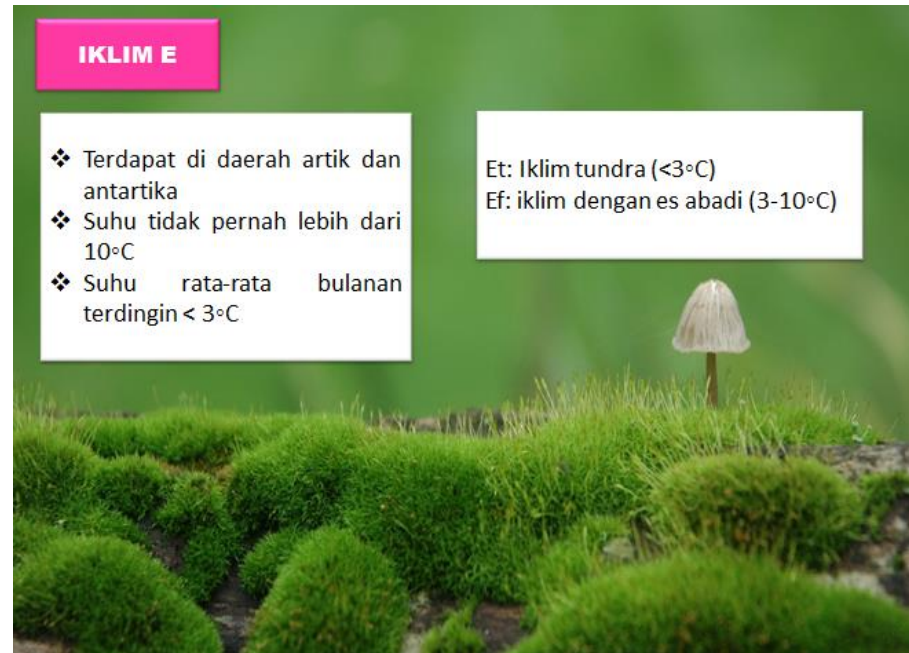 IKLIM E
❖ Terdapat di daerah artik dan
antartika
❖ Suhu tidak pernah lebih dari
10°C
❖ Suhu rata-rata bulanan
terdingin < 3°C
Et: Iklim tundra (<3°C)
Ef: iklim dengan es abadi (3-10°C)